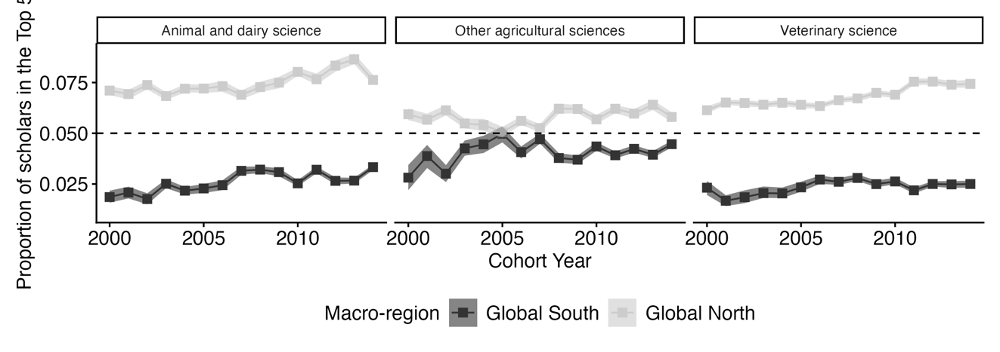 Proportion of scholars in the Top
Animal and dairy science
Other agricultural sciences
Veterinary science
0.075
0.050
0.025
2000 2005 2010
2000 2005 2010
2000 2005 2010
Cohort Year
Macro-region Global South Global North